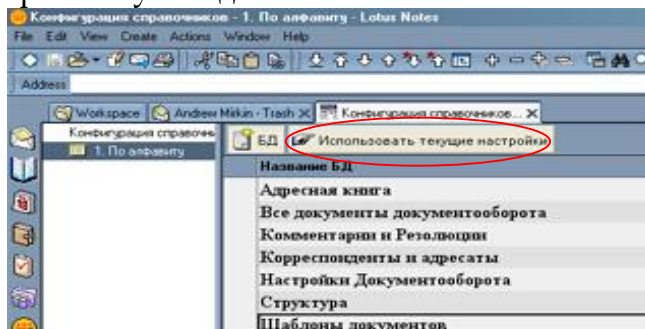 Конфигурация справочников - 1. По алфавиту - Lotus Notes
File Edit View Create Actions Window Help
Address
Workspace Andrew Mirkin - Trash Конфигурация справочников...
Конфигурация справочн
1. По алфавиту
БД Использовать текущие настройки
Название БД
Адресная книга
Все документы документооборота
Комментарии и Резолюции
Корреспонденты и адресаты
Настройки Документооборота
Структура
Шаблоны документов